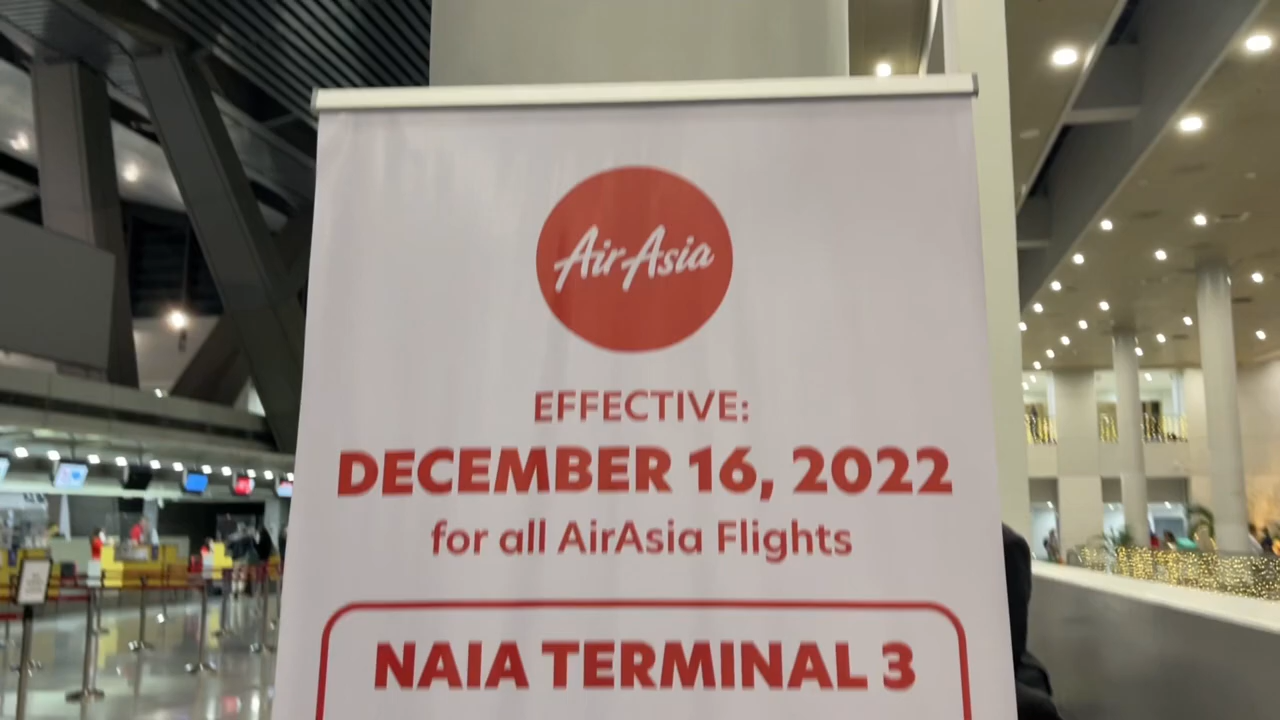 AirAsia
EFFECTIVE:
DECEMBER 16, 2022
for all AirAsia Flights
NAIA TERMINAL 3